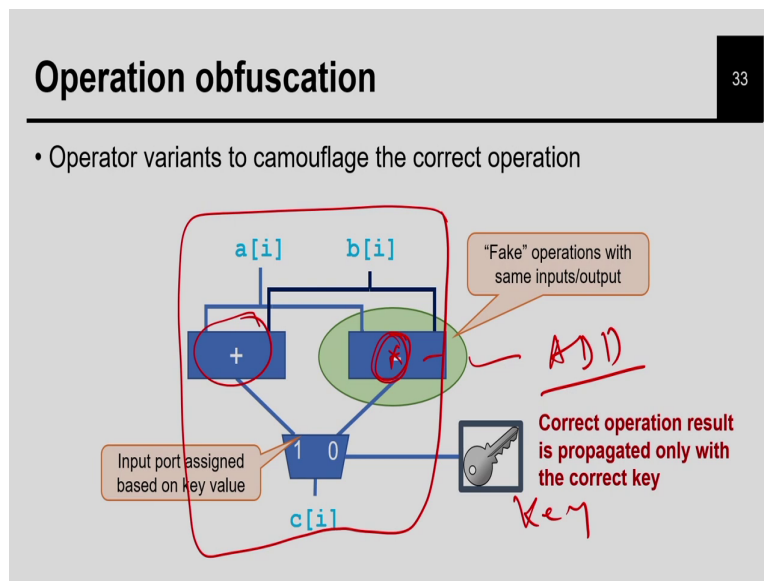 Operation obfuscation
33
• Operator variants to camouflage the correct operation
a[i]
b[i]
“Fake” operations with
same inputs/output
+
ADD
Correct operation result
is propagated only with
the correct key
1 0
Input port assigned
based on key value
c[i]
Key